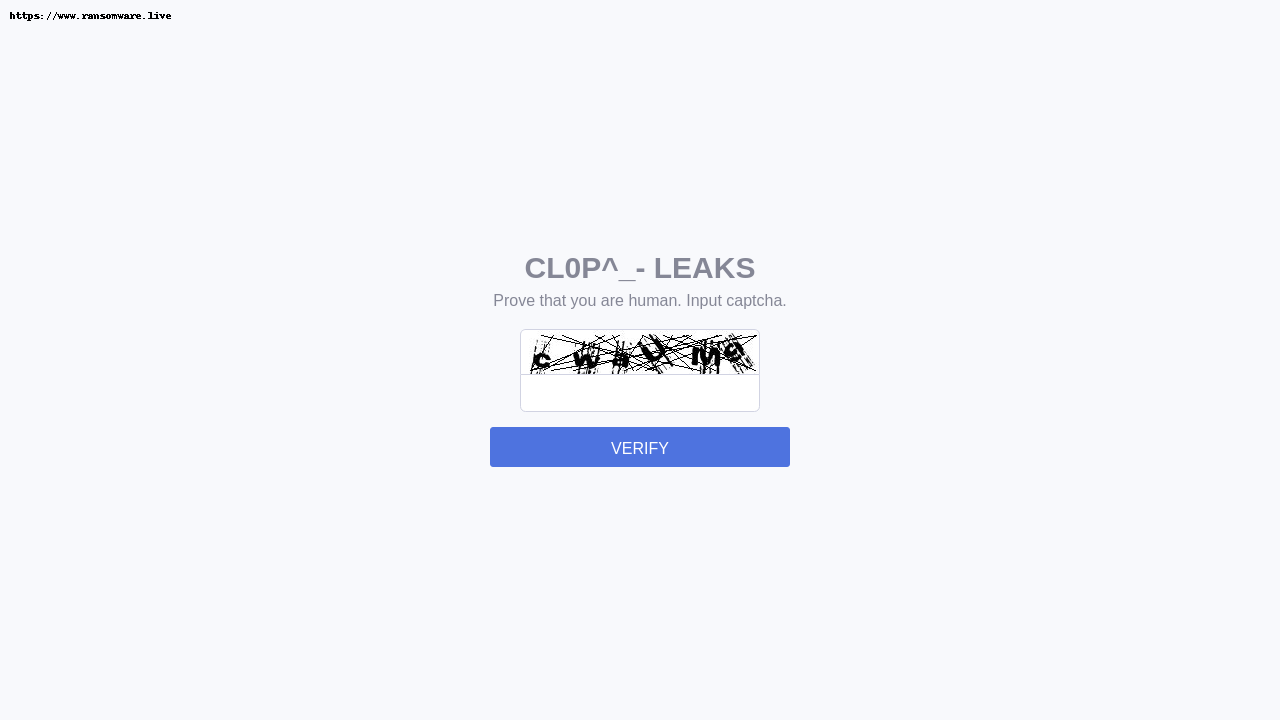 https://www.ransomware.live
CL0P^_- LEAKS
Prove that you are human. Input captcha.
VERIFY